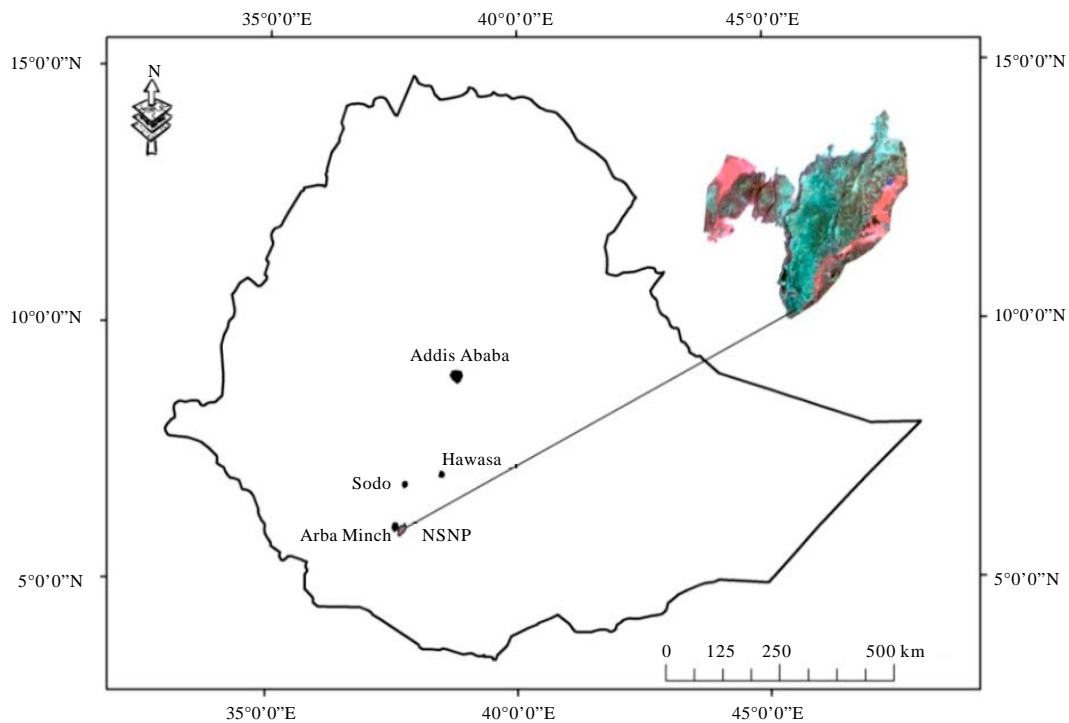 35°0’0”E 40°0’0”E 45°0’0”E
15°0’0”N 15°0’0”N
N
10°0’0”N 10°0’0”N
Addis Ababa
Hawasa
Sodo
Arba Minch NSNP
5°0’0”N 5°0’0”N
0 125 250 500 km
35°0’0”E 40°0’0”E 45°0’0”E